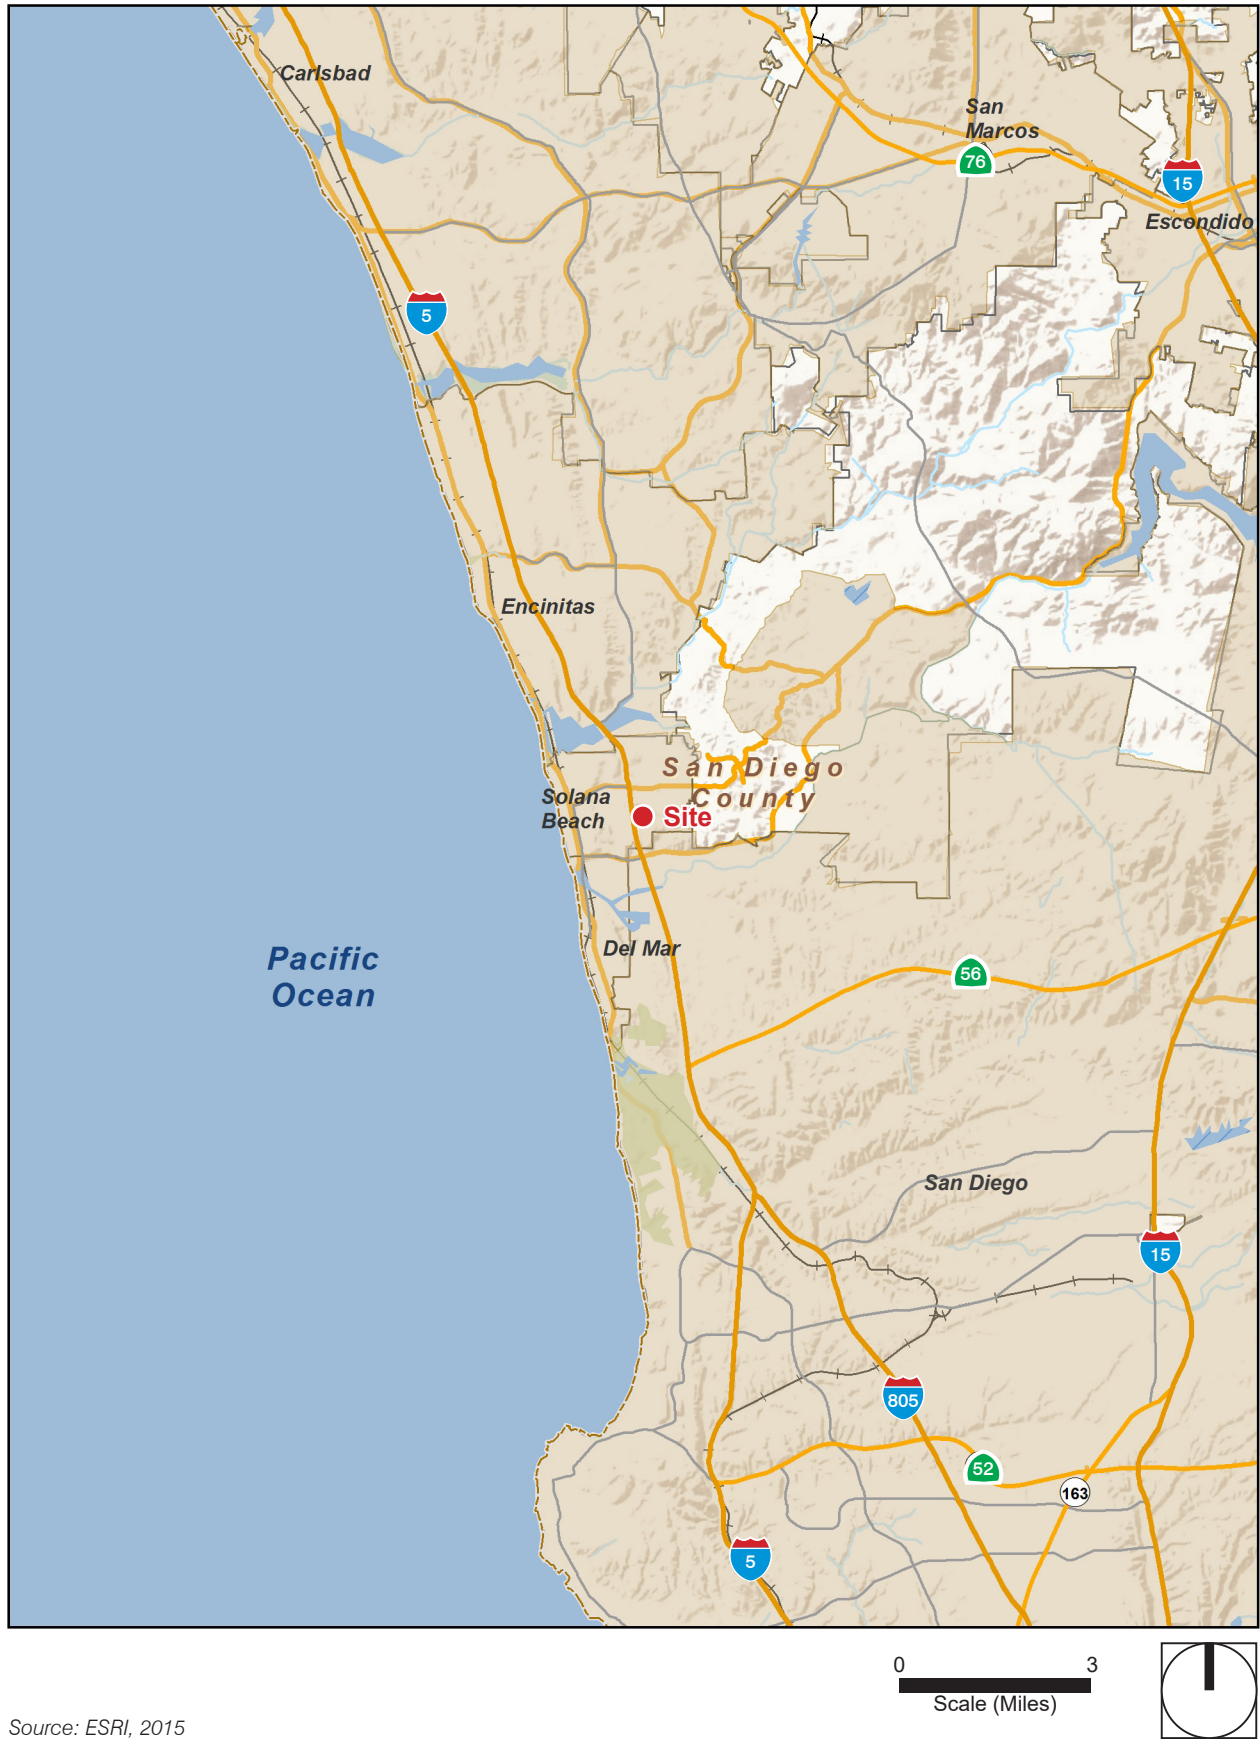 Carlsbad
San
Marcos
76
15
Escondido
5
Encinitas
San Diego
County
Solana
Beach
Site
Pacific
Ocean
Del Mar
56
San Diego
15
805
52
163
5
0 3
Scale (Miles)
Source: ESRI, 2015